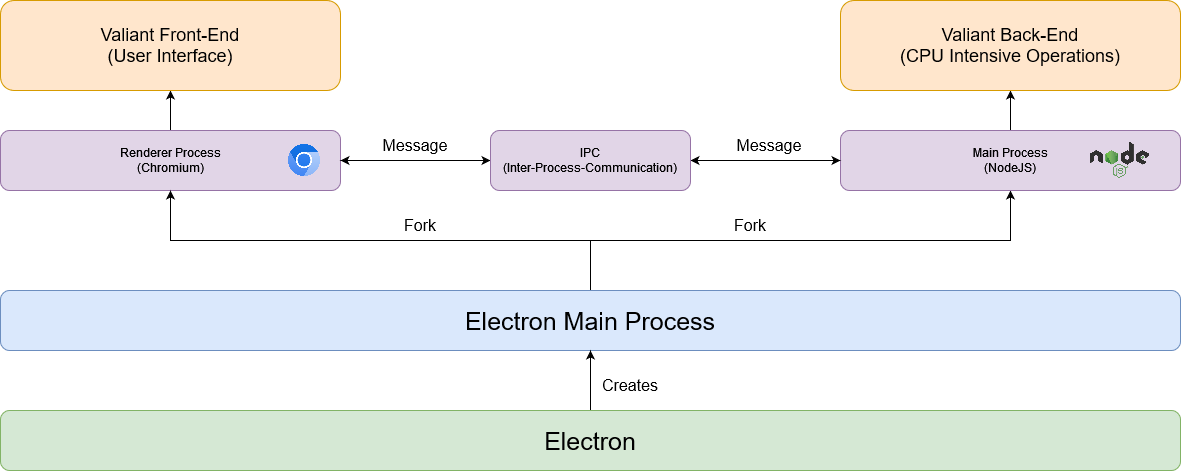 Valiant Front-End
(User Interface)
Valiant Back-End
(CPU Intensive Operations)
Renderer Process
(Chromium)
Message
IPC
(Inter-Process-Communication)
Message
Main Process
(NodeJS)
node
JS
Fork
Fork
Electron Main Process
Creates
Electron